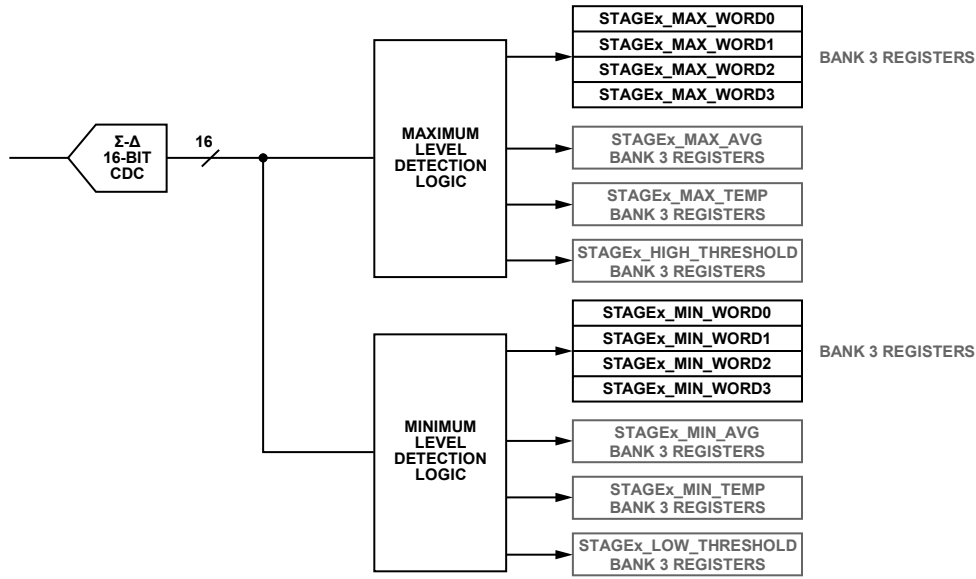 Σ-Δ
16-BIT
CDC
16
MAXIMUM
LEVEL
DETECTION
LOGIC
STAGEx_MAX_WORD0
STAGEx_MAX_WORD1
STAGEx_MAX_WORD2
STAGEx_MAX_WORD3
BANK 3 REGISTERS
STAGEx_MAX_AVG
BANK 3 REGISTERS
STAGEx_MAX_TEMP
BANK 3 REGISTERS
STAGEx_HIGH_THRESHOLD
BANK 3 REGISTERS
MINIMUM
LEVEL
DETECTION
LOGIC
STAGEx_MIN_WORD0
STAGEx_MIN_WORD1
STAGEx_MIN_WORD2
STAGEx_MIN_WORD3
BANK 3 REGISTERS
STAGEx_MIN_AVG
BANK 3 REGISTERS
STAGEx_MIN_TEMP
BANK 3 REGISTERS
STAGEx_LOW_THRESHOLD
BANK 3 REGISTERS